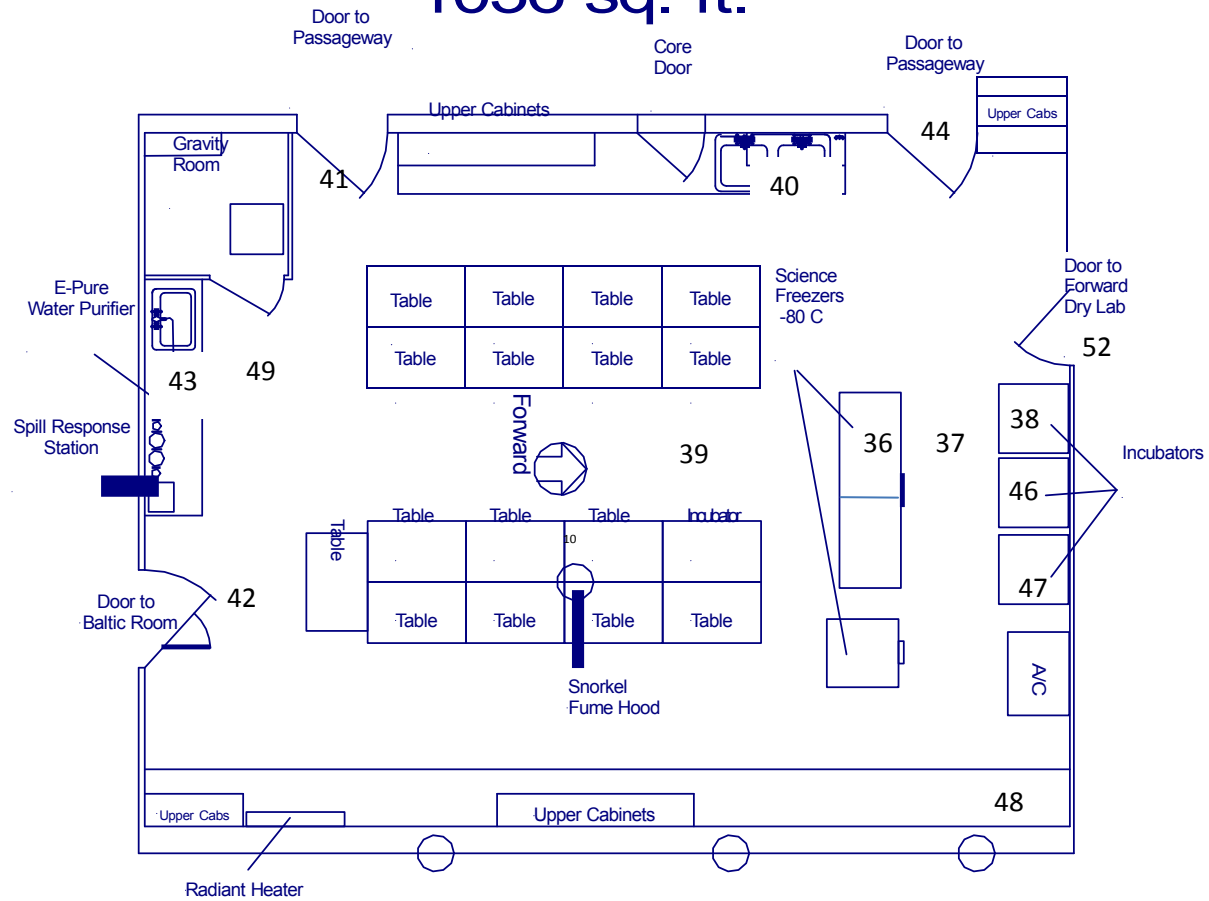 sq. ft.
Door to
Passageway
Core
Door
Door to
Passageway
Upper Cabinets
Upper Cabs
44
Gravity
Room
41
40
E-Pure
Water Purifier
Science
Freezers
-80 C
Door to
Forward
Dry Lab
Table
Table
Table
Table
Table
Table
Table
Table
52
43
49
Spill Response
Station
Forward
39
36
37
38
46
47
Incubators
Table
Table
Table
Table
Incubator
10
42
Door to
Baltic Room
Table
Table
Table
Table
A/C
Snorkel
Fume Hood
48
Upper Cabs
Upper Cabinets
Radiant Heater